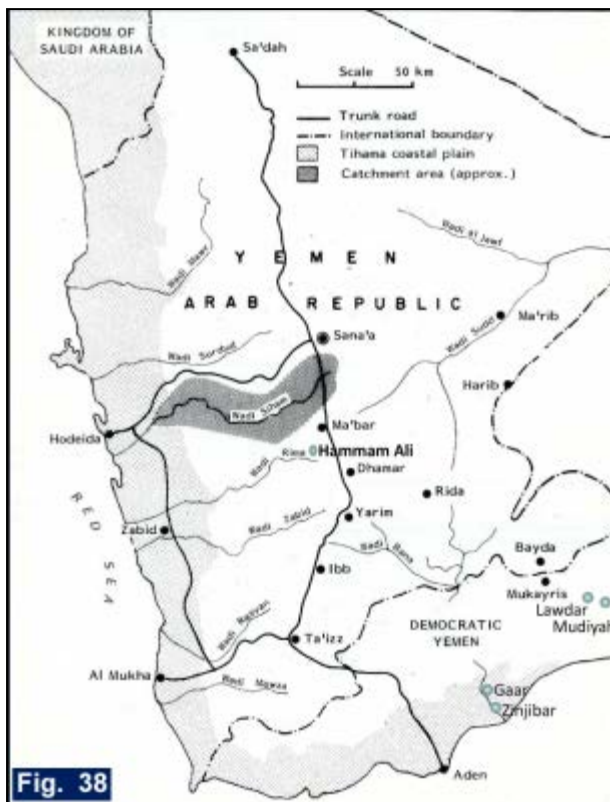 KINGDOM OF
SAUDI ARABIA
Sa'dah
Scale 50 km
Trunk road
International boundary
Tihama coastal plain
Catchment area (approx.)
Wadi Mawr
Wadi al Jawf
YEMEN
ARAB REPUBLIC
Sana'a
Ma'rib
Wadi Surdud
Wadi Sudd
Harib
Wadi Siham
Hodeida
Ma'bar
Wadi Rima
Hammam Ali
Dhamar
Rida
RED SEA
Zabid
Wadi Zabid
Yarim
Wadi Bana
Ibb
Bayda
Mukayris
Lawdar
Mudiyah
DEMOCRATIC
YEMEN
Ta'izz
Al Mukha
Wadi Mawza
Gaar
Zinjibar
Aden
Fig. 38